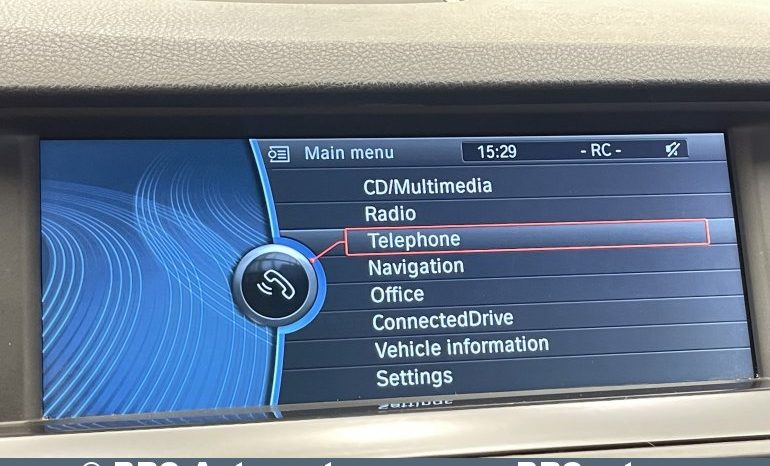 Main menu 15:29 - RC -
CD/Multimedia
Radio
Telephone
Navigation
Office
ConnectedDrive
Vehicle information
Settings